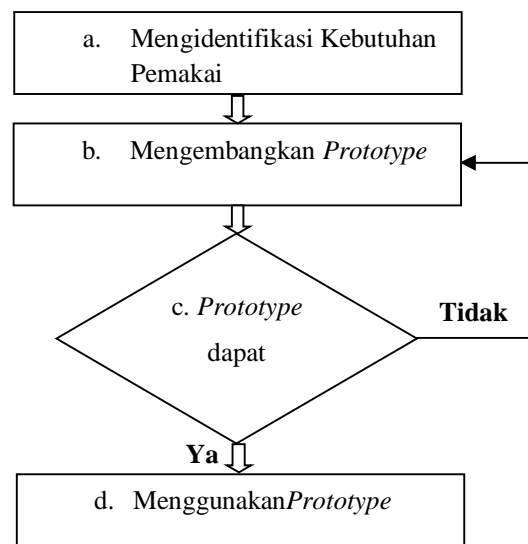 a. Mengidentifikasi Kebutuhan
Pemakai
b. Mengembangkan Prototype
c. Prototype
dapat
Tidak
Ya
d. MenggunakanPrototype